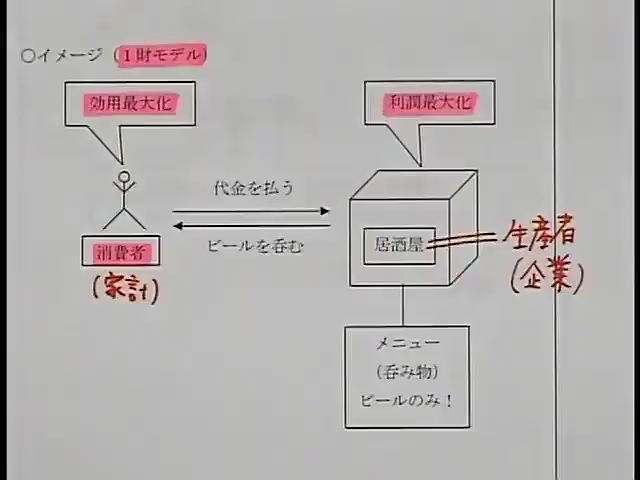 ○イメージ（１財モデル）
効用最大化
利潤最大化
代金を払う
ビールを呑む
消費者
(家計)
居酒屋
生産者
(企業)
メニュー
（呑み物）
ビールのみ！